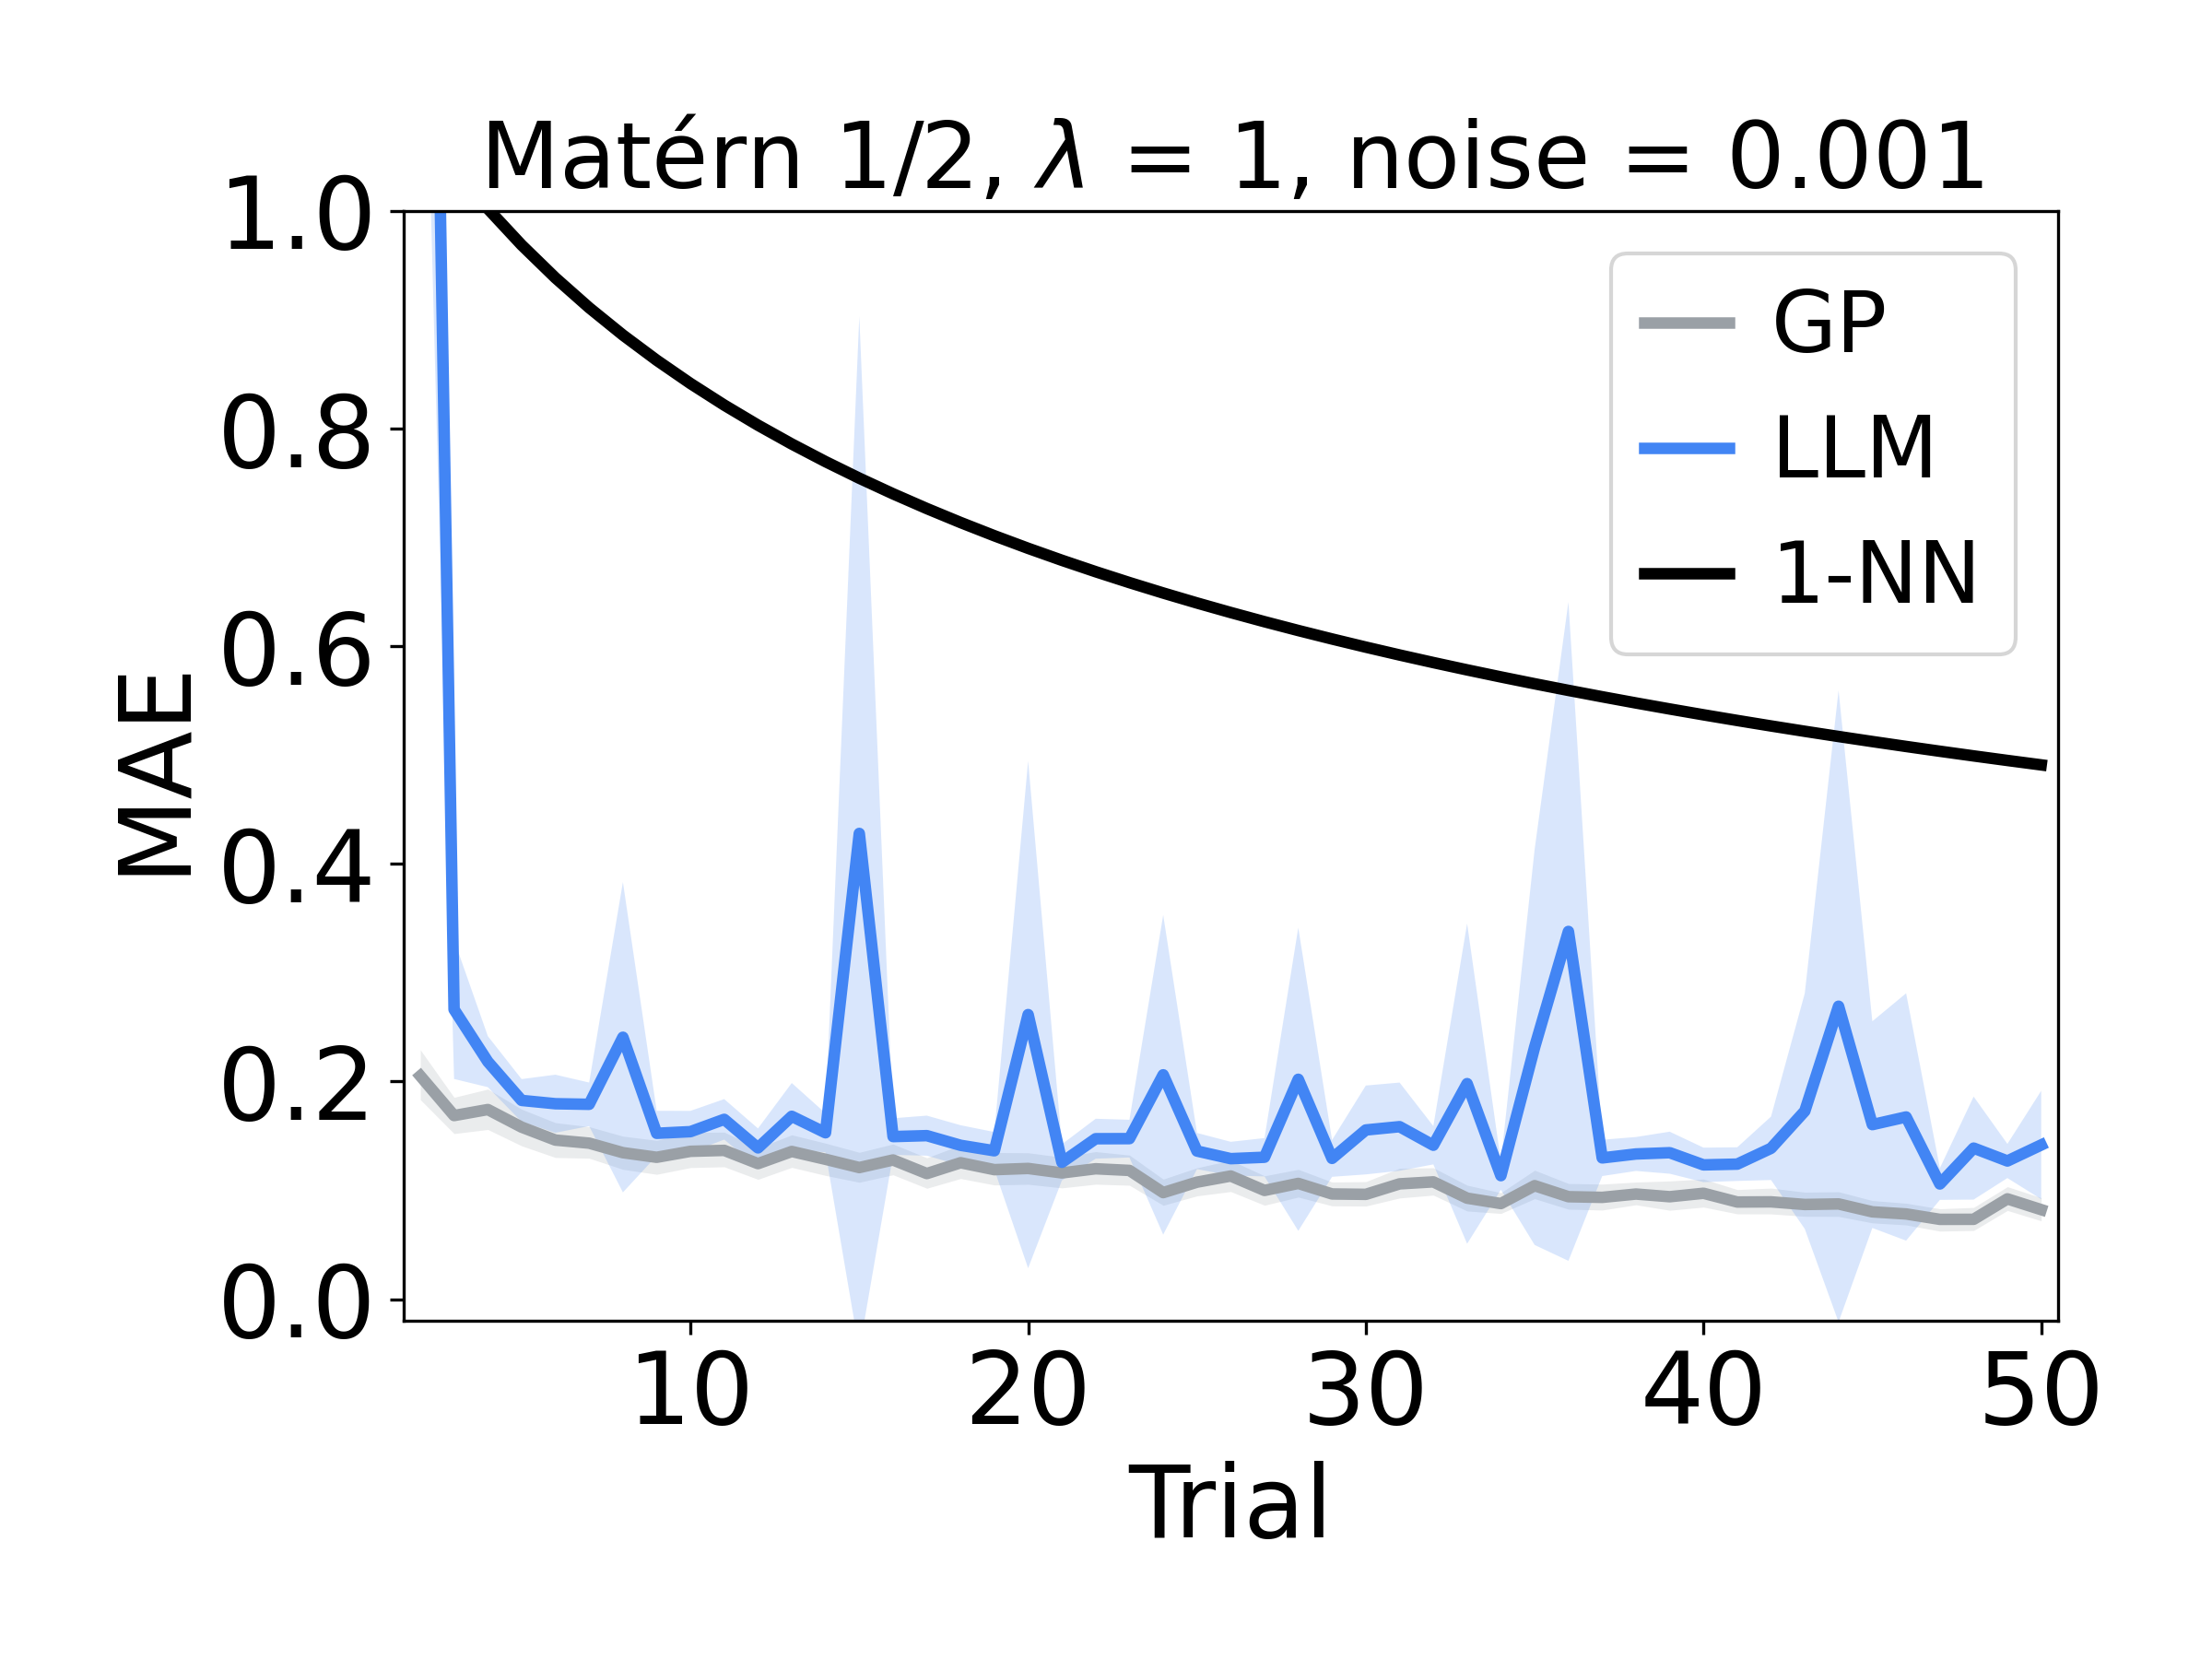 Matérn 1/2, λ = 1, noise = 0.001
1.0
0.8
0.6
0.4
0.2
0.0
MAE
GP
LLM
1-NN
10 20 30 40 50
Trial